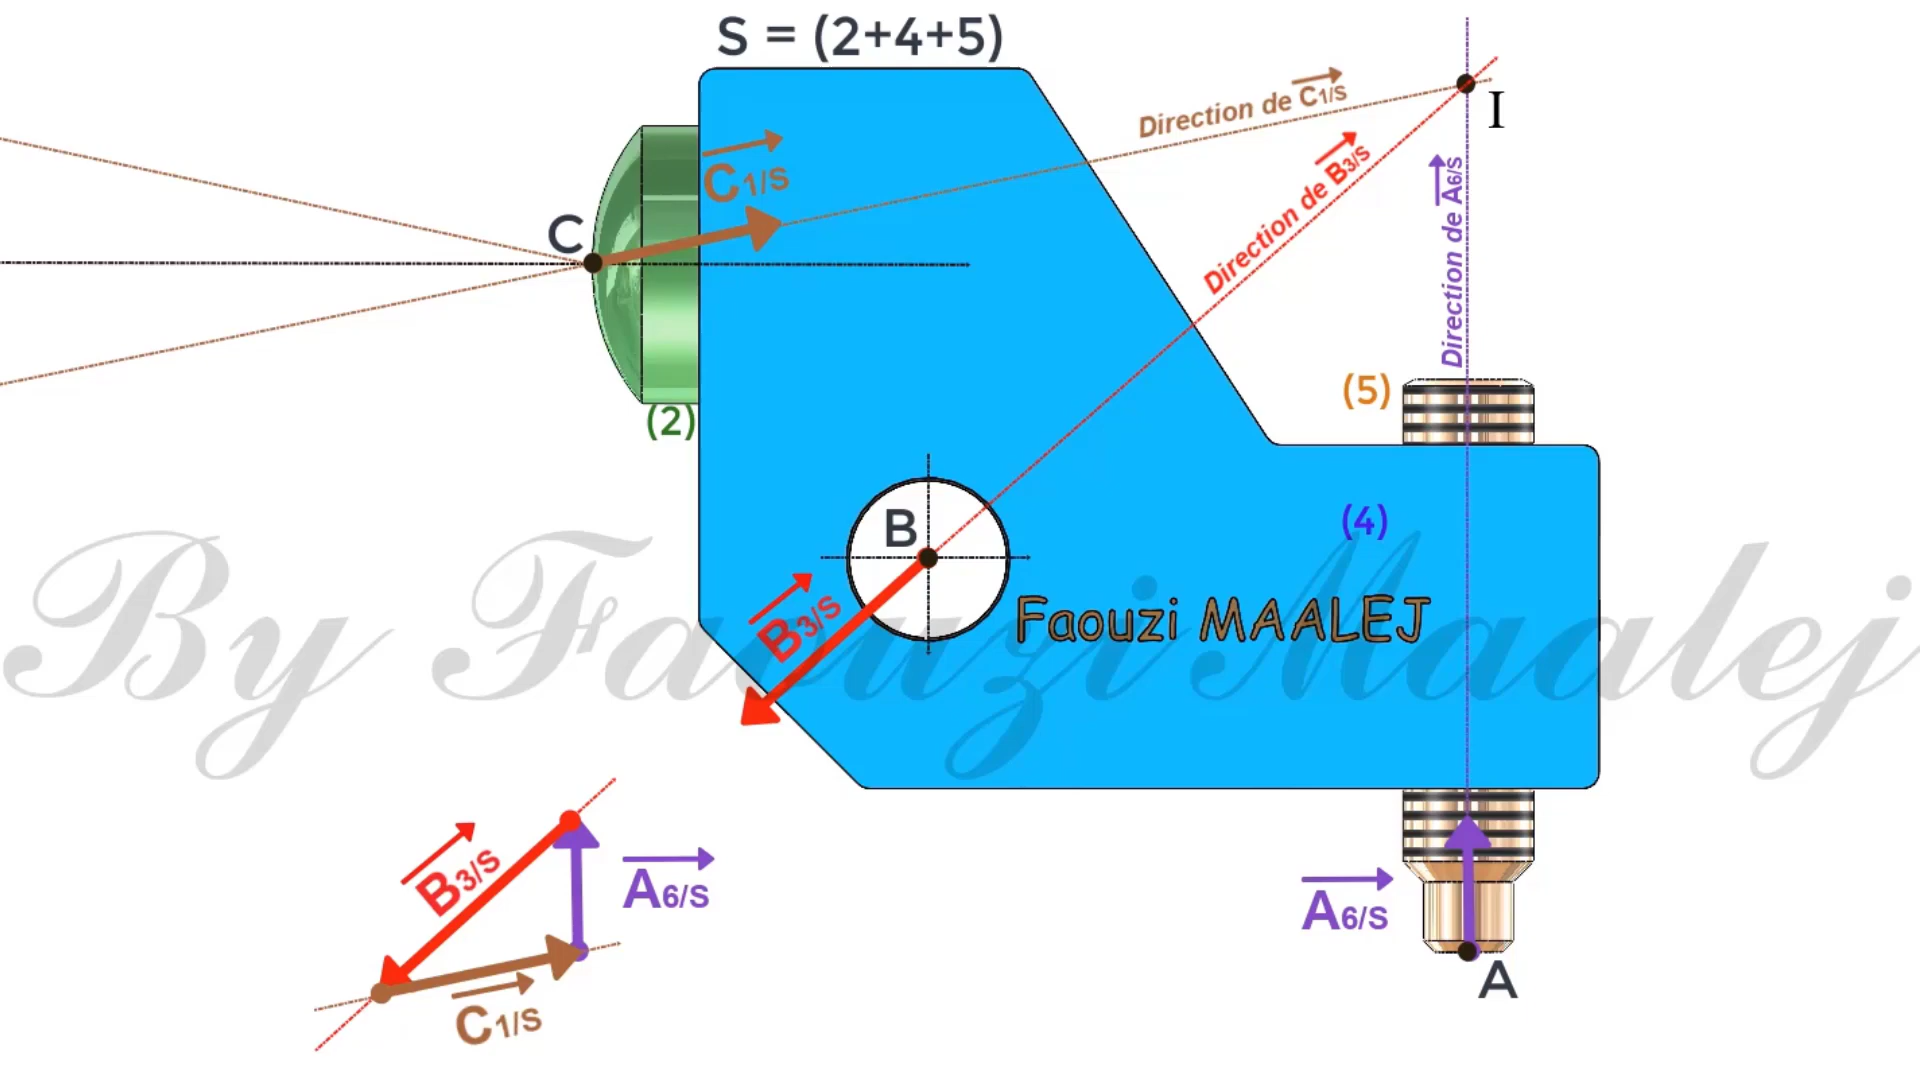 S = (2+4+5)
Direction de C1/S
I
C1/S
Direction de B3/S
Direction de A6/S
C
(5)
(2)
(4)
B
B3/S
Faouzi MAALEJ
By Faouzi Maalej
B3/S
A6/S
A6/S
C1/S
A